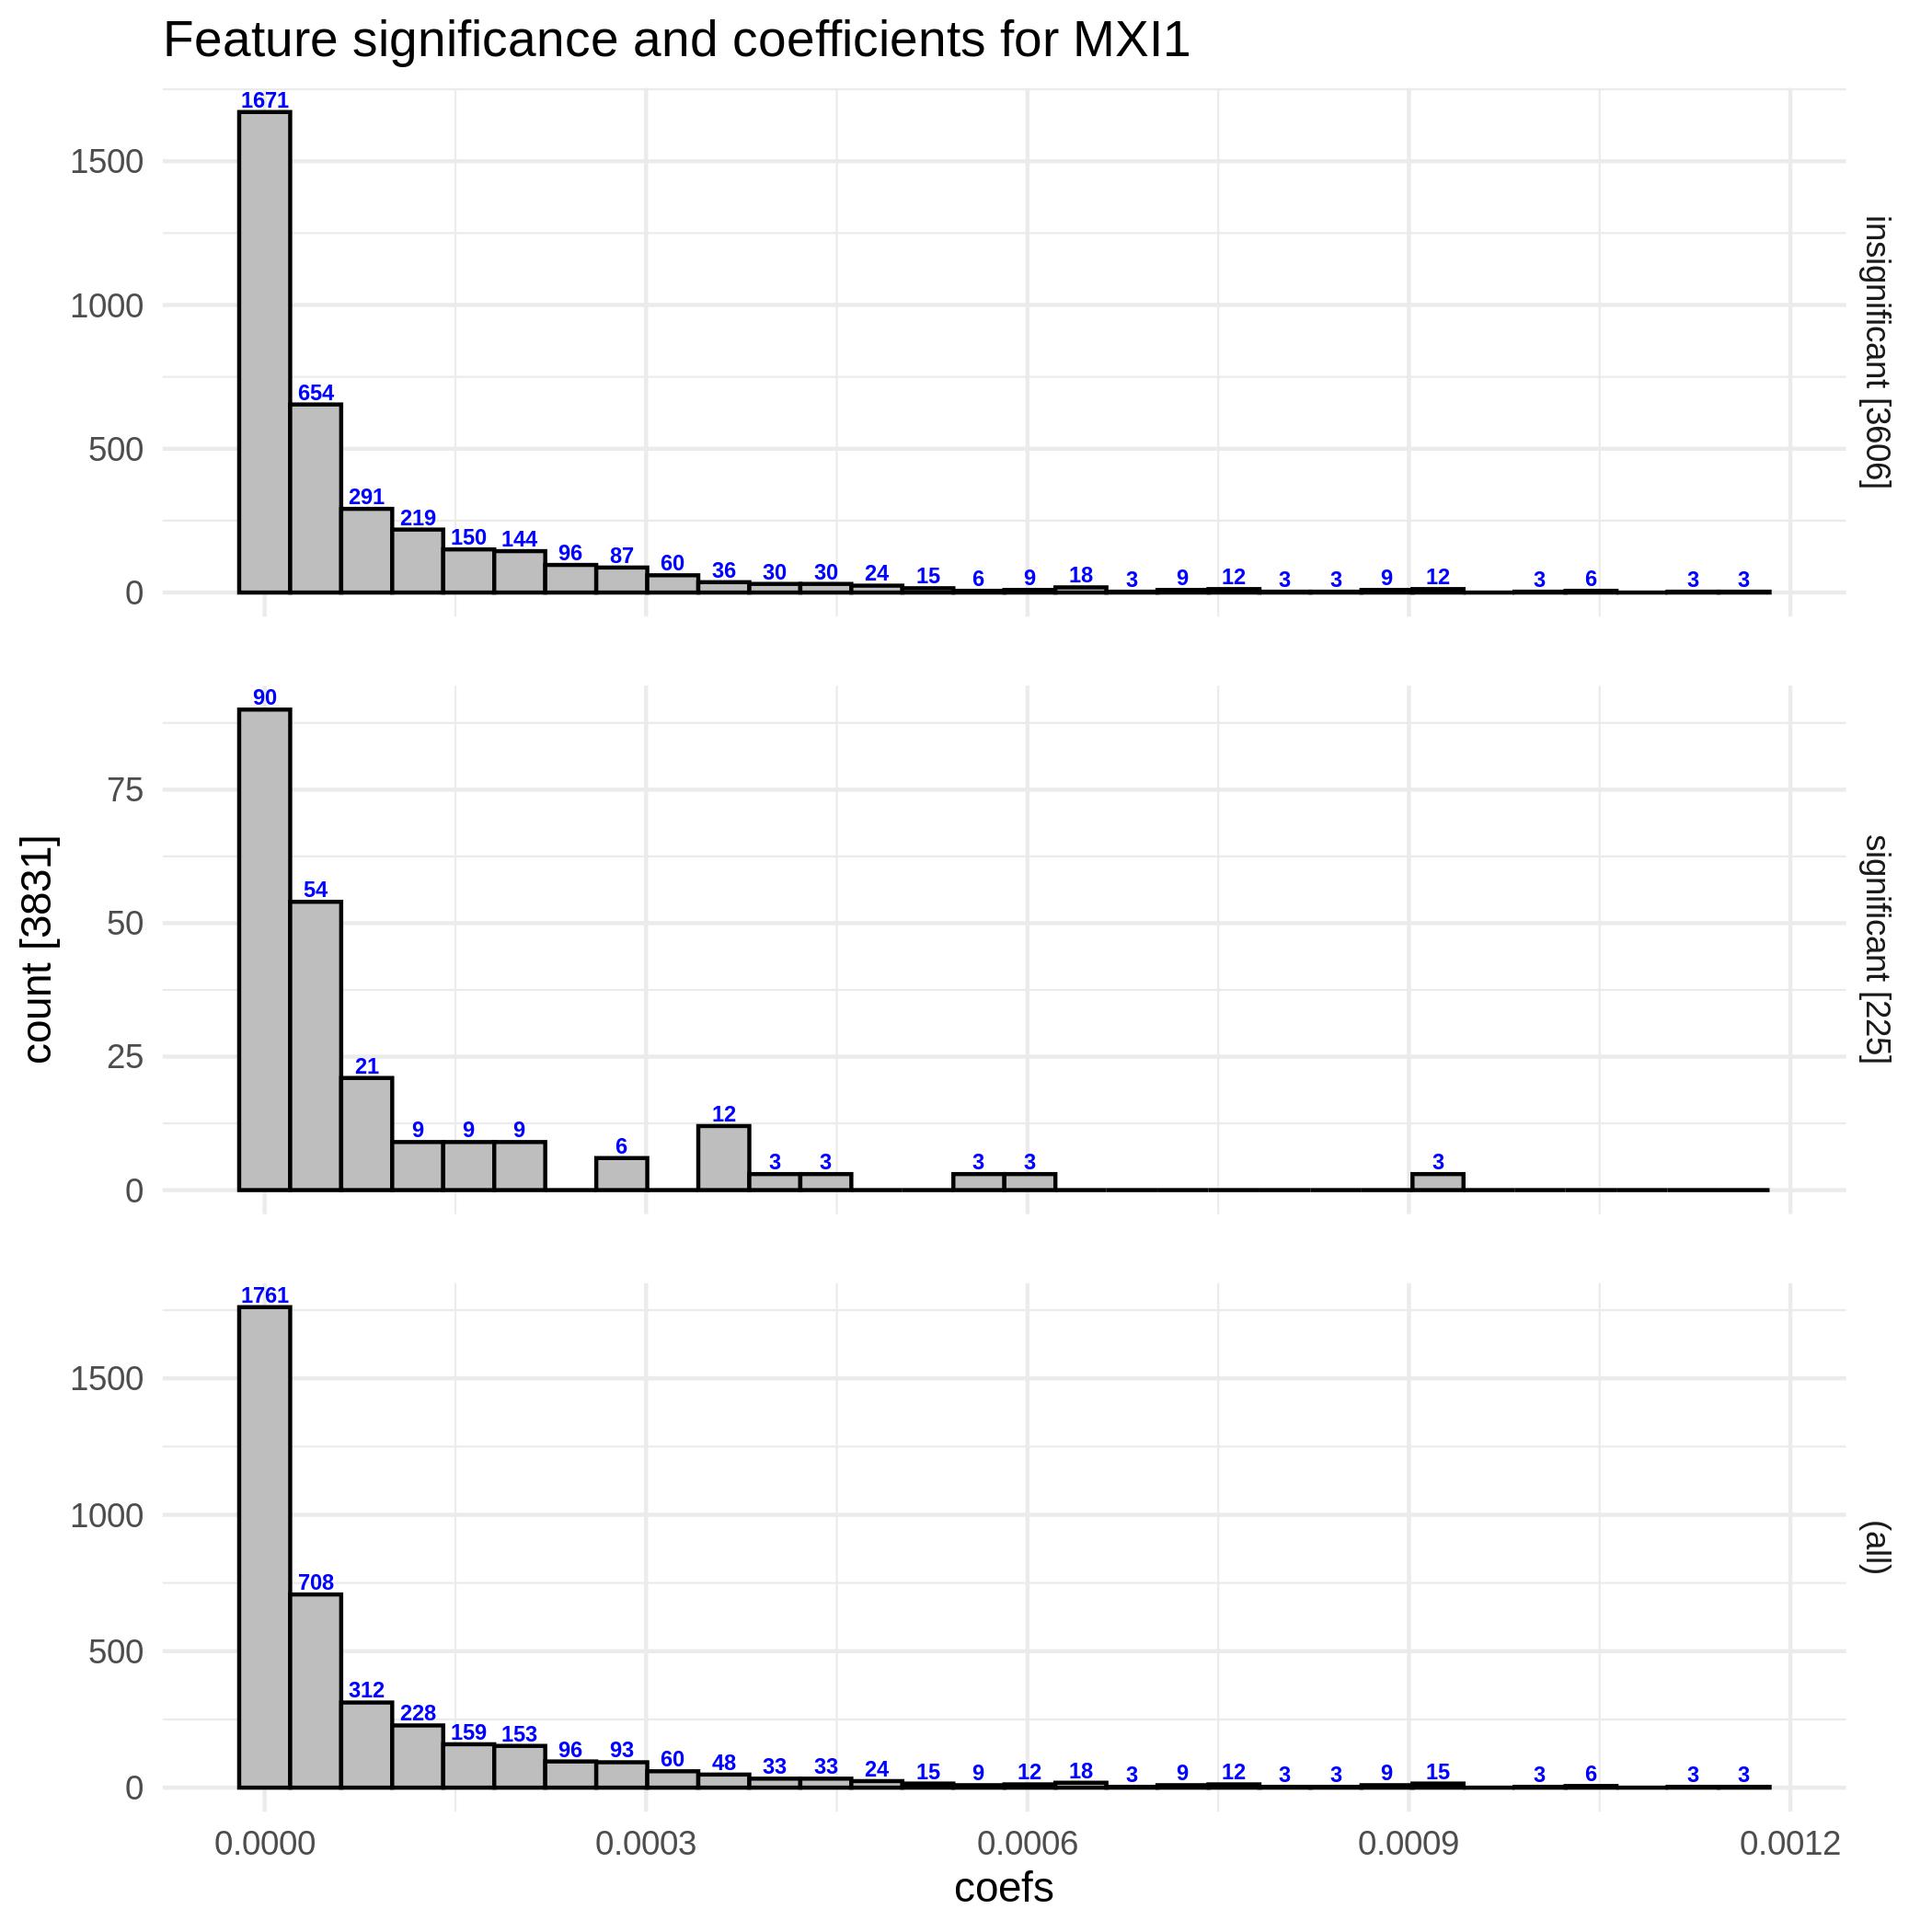 Feature significance and coefficients for MXI1
1671
1500
1000
654
500
291
219
150 144
96 87 60 36 30 30 24 15 6 9 18 3 9 12 3 3 9 12 3 6 3 3
0
insignificant [3606]
90
75
54
50
25
21
9 9 9
6
12
3 3 3 3 3
0
significant [225]
count [3831]
1761
1500
1000
708
500
312
228
159 153
96 93 60 48 33 33 24 15 9 12 18 3 9 12 3 3 9 15 3 6 3 3
0
(all)
0.0000 0.0003 0.0006 0.0009 0.0012
coefs